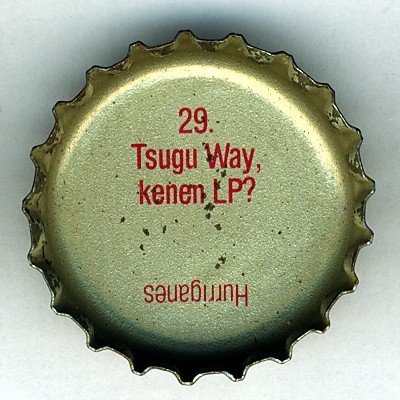 29.
Tsugu Way,
kenen LP?
Hurriganes